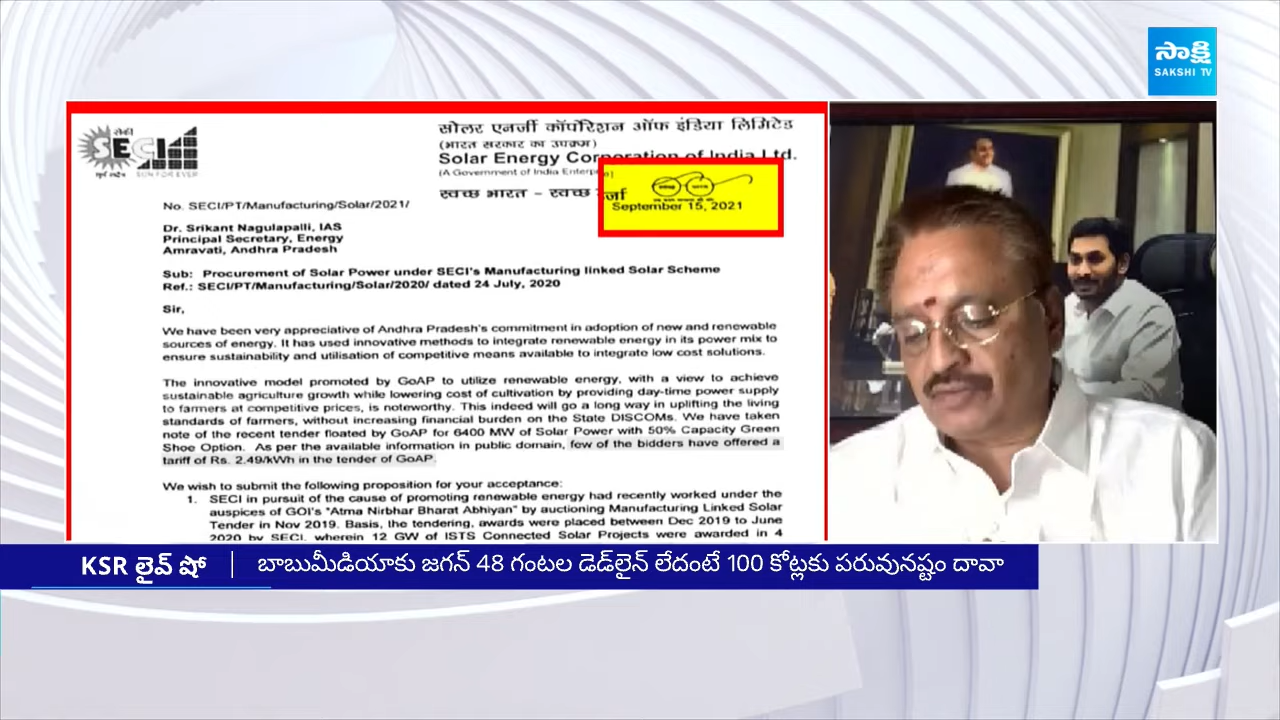 సాక్షి
SAKSHI TV
सेकी
SECI
SUN FOR EVER
सोलर एनर्जी कॉर्पोरेशन ऑफ इंडिया लिमिटेड
(भारत सरकार का उपक्रम)
Solar Energy Corporation of India Ltd.
(A Government of India Enterprise)
स्वच्छ भारत - स्वच्छ ऊर्जा
No. SECI/PT/Manufacturing/Solar/2021/
September 15, 2021
Dr. Srikant Nagulapalli, IAS
Principal Secretary, Energy
Amravati, Andhra Pradesh
Sub: Procurement of Solar Power under SECI's Manufacturing linked Solar Scheme
Ref.: SECI/PT/Manufacturing/Solar/2020/ dated 24 July, 2020
Sir,
We have been very appreciative of Andhra Pradesh's commitment in adoption of new and renewable
sources of energy. It has used innovative methods to integrate renewable energy in its power mix to
ensure sustainability and utilisation of competitive means available to integrate low cost solutions.
The innovative model promoted by GoAP to utilize renewable energy, with a view to achieve
sustainable agriculture growth while lowering cost of cultivation by providing day-time power supply
to farmers at competitive prices, is noteworthy. This indeed will go a long way in uplifting the living
standards of farmers, without increasing financial burden on the State DISCOMs. We have taken
note of the recent tender floated by GoAP for 6400 MW of Solar Power with 50% Capacity Green
Shoe Option. As per the available information in public domain, few of the bidders have offered a
tariff of Rs. 2.49/kWh in the tender of GoAP.
We wish to submit the following proposition for your acceptance:
1. SECI in pursuit of the cause of promoting renewable energy had recently worked under the
auspices of GOI's "Atma Nirbhar Bharat Abhiyan" by auctioning Manufacturing Linked Solar
Tender in Nov 2019. Basis, the tendering, awards were placed between Dec 2019 to June
2020 by SECI, wherein 12 GW of ISTS Connected Solar Projects were awarded in 4
KSR లైవ్ షో
బాబుమీడియాకు జగన్ 48 గంటల డెడ్‌లైన్ లేదంటే 100 కోట్లకు పరువునష్టం దావా